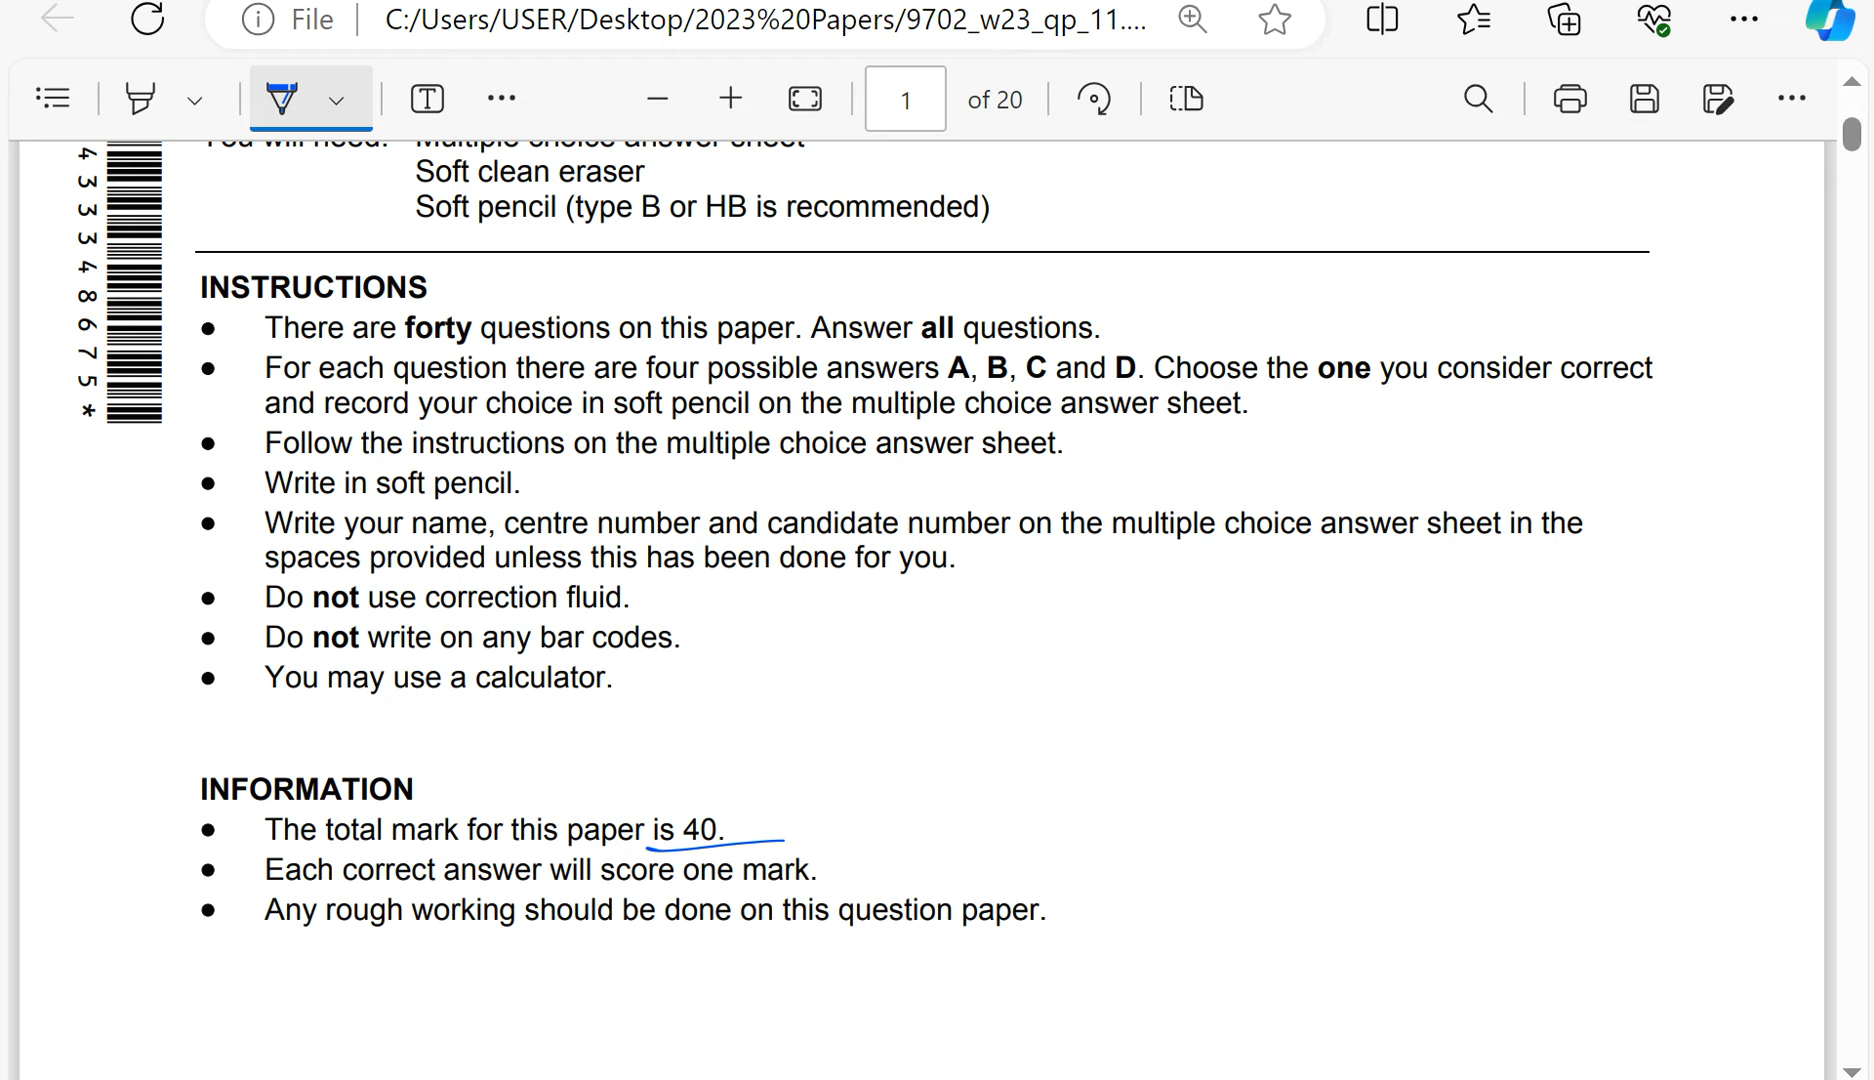 File C:/Users/USER/Desktop/2023%20Papers/9702_w23_qp_11....
1 of 20
You will need: Multiple choice answer sheet
Soft clean eraser
Soft pencil (type B or HB is recommended)
4 3 3 3 4 8 6 7 5 *
INSTRUCTIONS
● There are forty questions on this paper. Answer all questions.
● For each question there are four possible answers A, B, C and D. Choose the one you consider correct
and record your choice in soft pencil on the multiple choice answer sheet.
● Follow the instructions on the multiple choice answer sheet.
● Write in soft pencil.
● Write your name, centre number and candidate number on the multiple choice answer sheet in the
spaces provided unless this has been done for you.
● Do not use correction fluid.
● Do not write on any bar codes.
● You may use a calculator.
INFORMATION
● The total mark for this paper is 40.
● Each correct answer will score one mark.
● Any rough working should be done on this question paper.